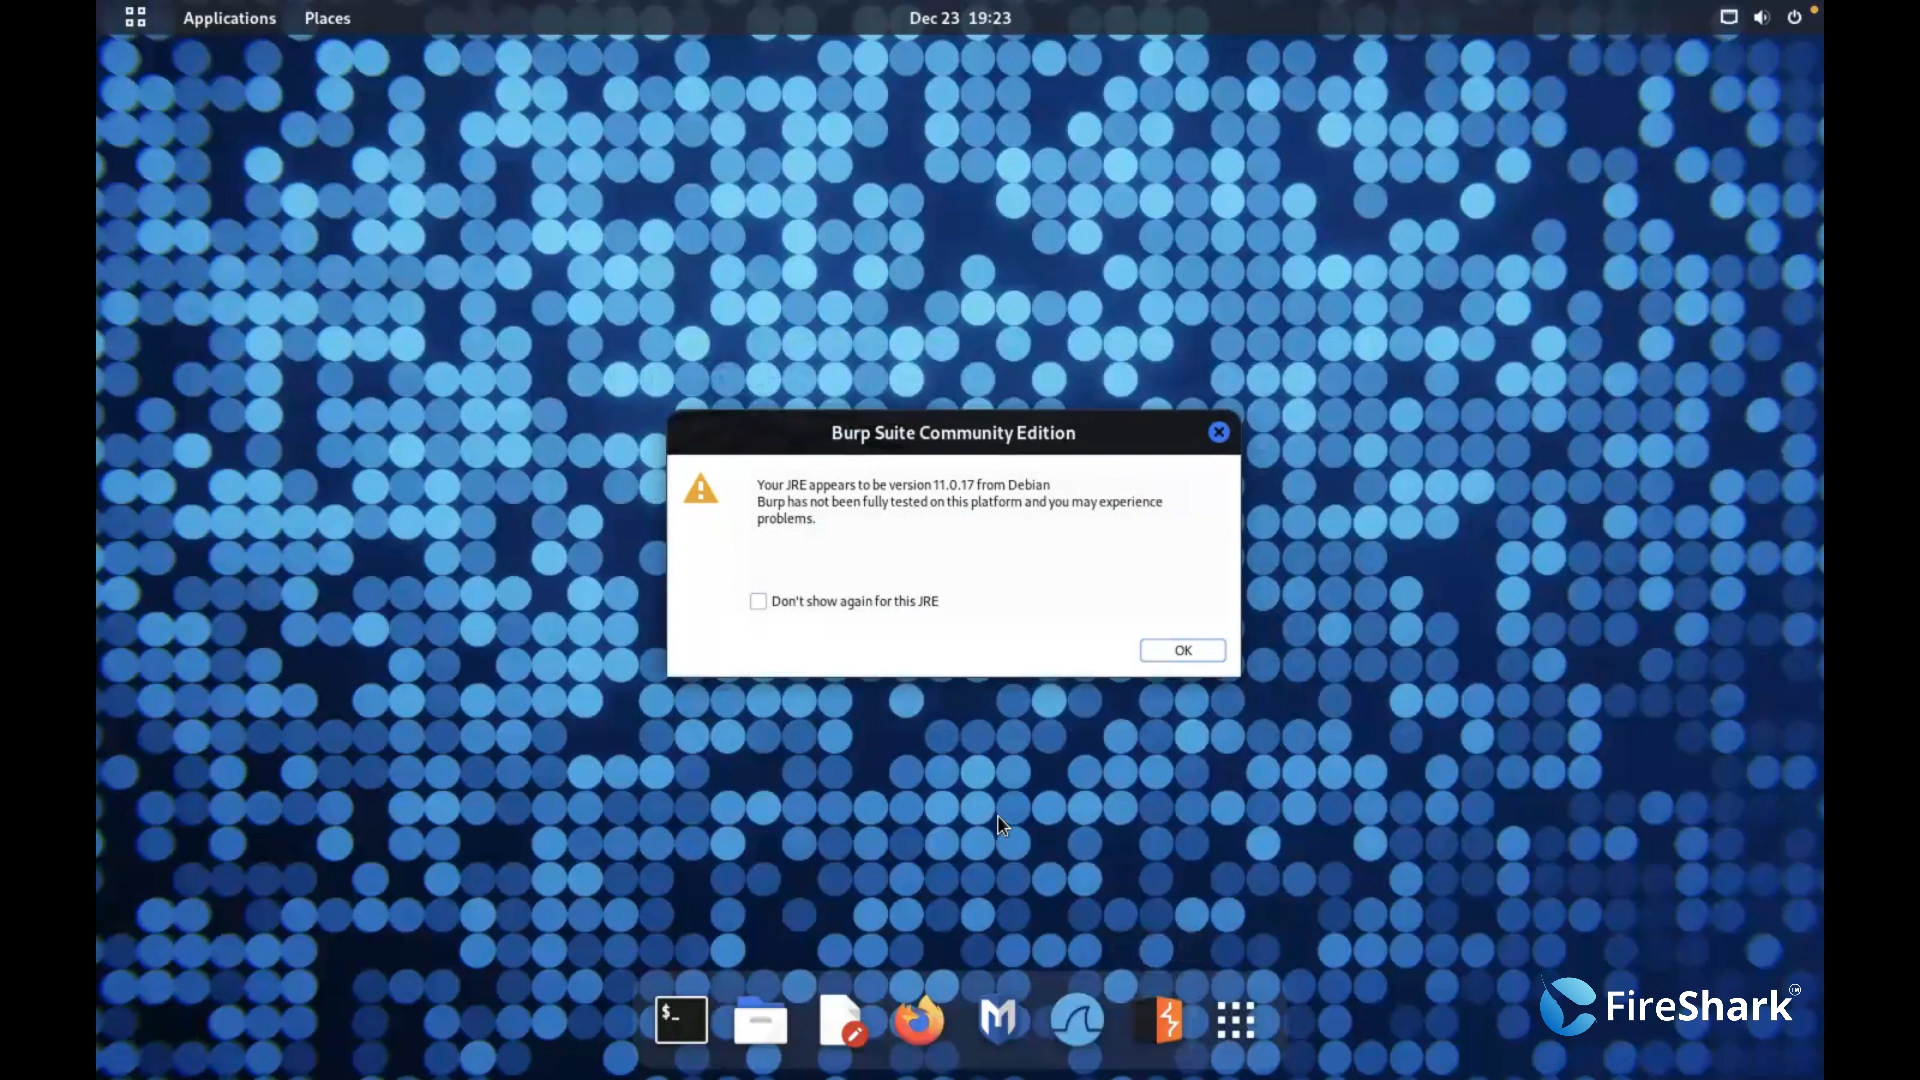 Applications Places
Dec 23 19:23
Burp Suite Community Edition
Your JRE appears to be version 11.0.17 from Debian
Burp has not been fully tested on this platform and you may experience
problems.
Don't show again for this JRE
OK
$_
FireShark™